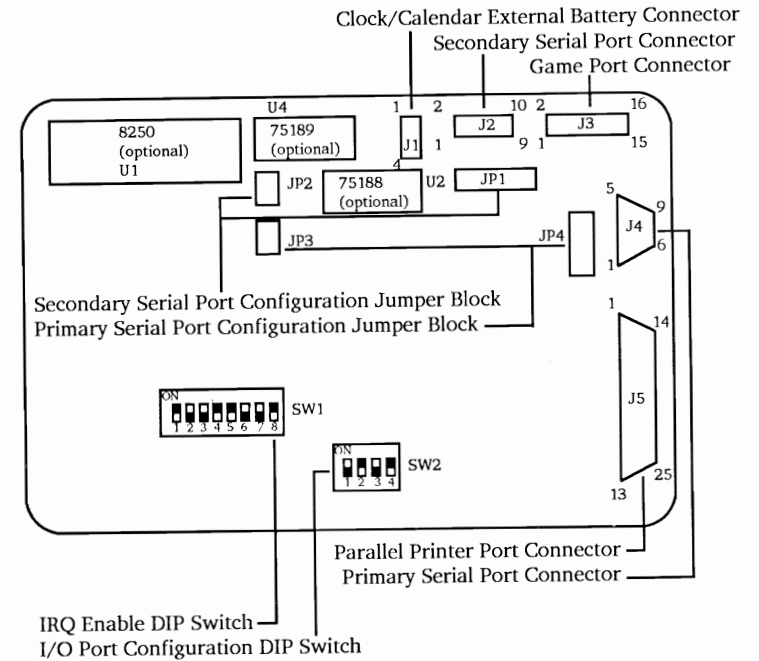 Clock/Calendar External Battery Connector
Secondary Serial Port Connector
Game Port Connector
U4
1 2 10 2 16
8250
(optional)
U1
75189
(optional)
J1
1
J2
9
1
J3
15
4
JP2
75188
(optional)
U2
JP1
5
9
J4
6
1
JP3
JP4
Secondary Serial Port Configuration Jumper Block
Primary Serial Port Configuration Jumper Block
1
14
J5
25
13
ON
1 2 3 4 5 6 7 8
SW1
ON
1 2 3 4
SW2
Parallel Printer Port Connector
Primary Serial Port Connector
IRQ Enable DIP Switch
I/O Port Configuration DIP Switch